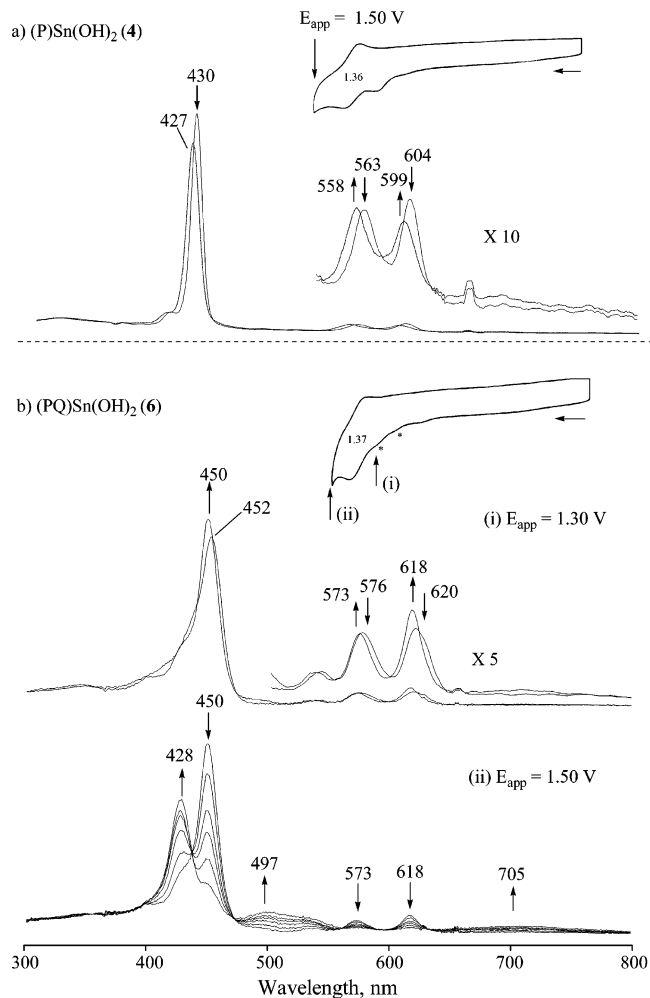 a) (P)Sn(OH)2 (4)
Eapp = 1.50 V
1.36
430
427
558 563 599 604
X 10
b) (PQ)Sn(OH)2 (6)
1.37
*
*
(i)
(ii)
(i) Eapp = 1.30 V
450
452
573 576 618 620
X 5
450
428
(ii) Eapp = 1.50 V
497 573 618 705
300 400 500 600 700 800
Wavelength, nm